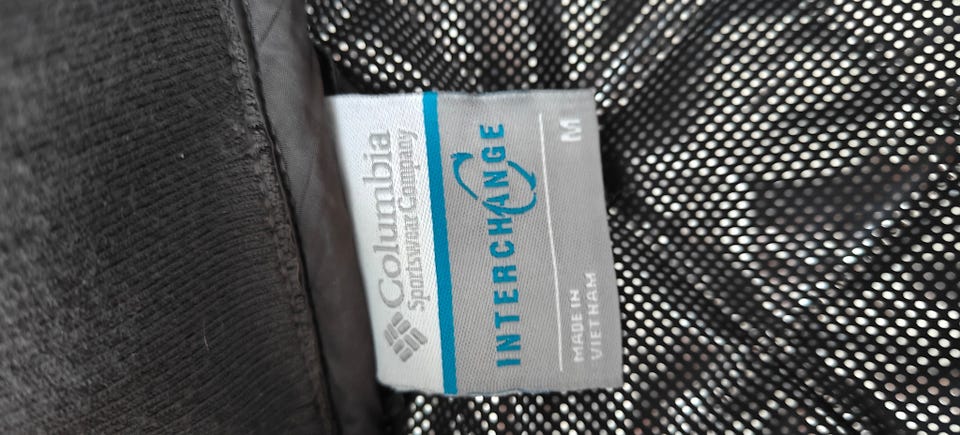 Columbia
Sportswear Company
INTERCHANGE
MADE IN
VIETNAM
M